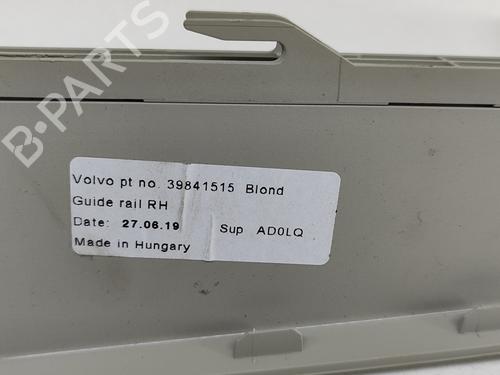 B-PARTS
Volvo pt no. 39841515 Blond
Guide rail RH
Date: 27.06.19 Sup AD0LQ
Made in Hungary